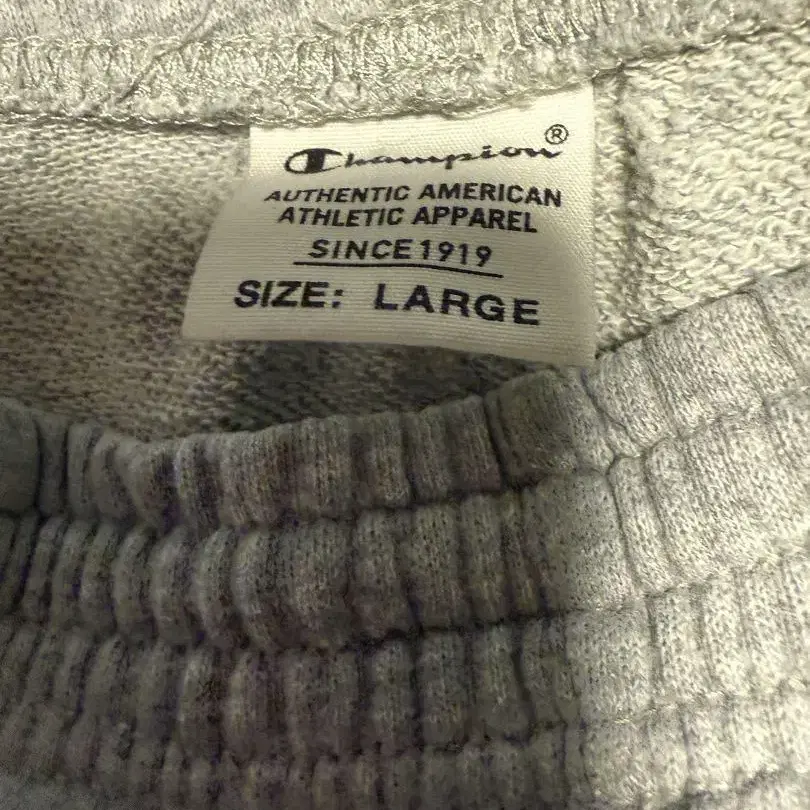 Champion®
AUTHENTIC AMERICAN
ATHLETIC APPAREL
SINCE 1919
SIZE: LARGE